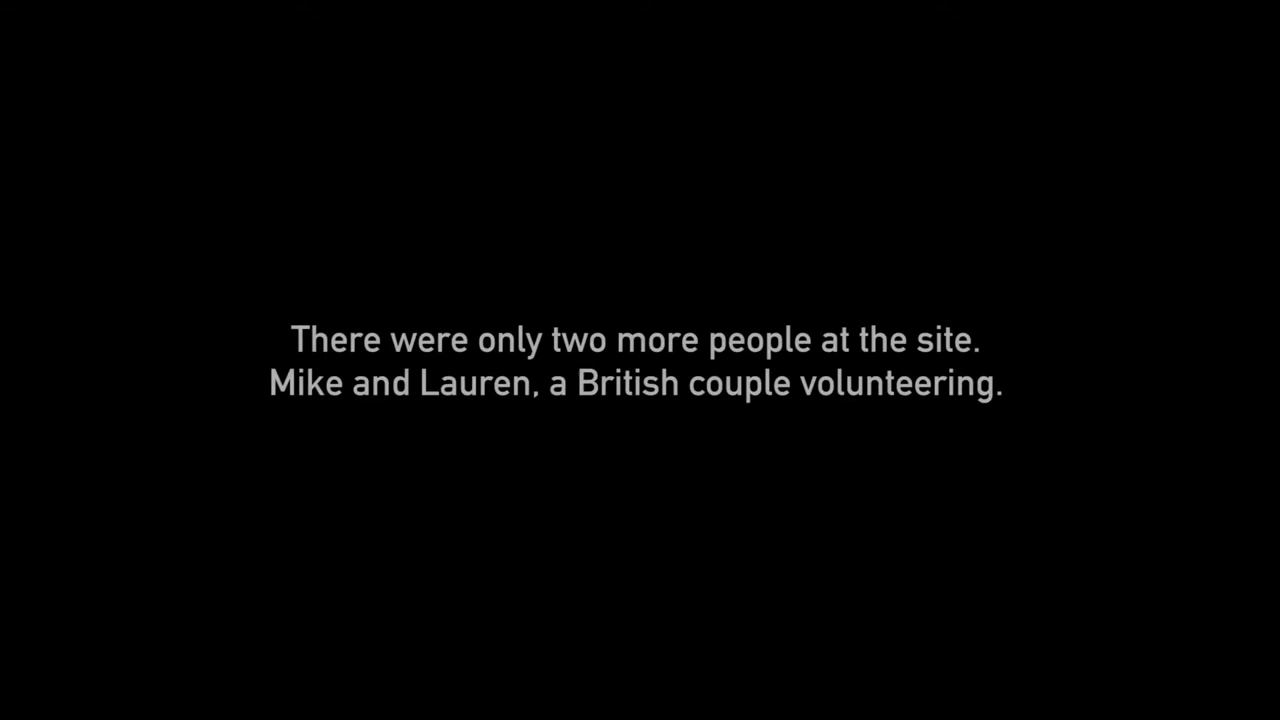 There were only two more people at the site.
Mike and Lauren, a British couple volunteering.